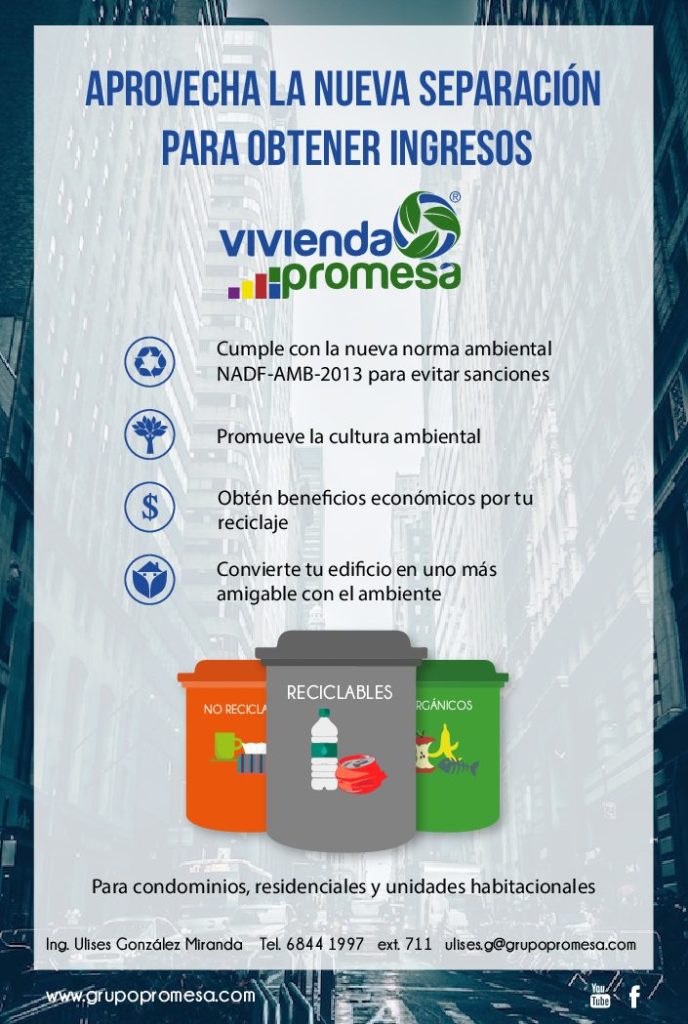 APROVECHA LA NUEVA SEPARACIÓN
PARA OBTENER INGRESOS
vivienda ®
promesa
Cumple con la nueva norma ambiental
NADF-AMB-2013 para evitar sanciones
Promueve la cultura ambiental
$
Obtén beneficios económicos por tu
reciclaje
Convierte tu edificio en uno más
amigable con el ambiente
NO RECICLA
RECICLABLES
RGÁNICOS
Para condominios, residenciales y unidades habitacionales
Ing. Ulises González Miranda Tel. 6844 1997 ext. 711 ulises.g@grupopromesa.com
www.grupopromesa.com
You
Tube
f